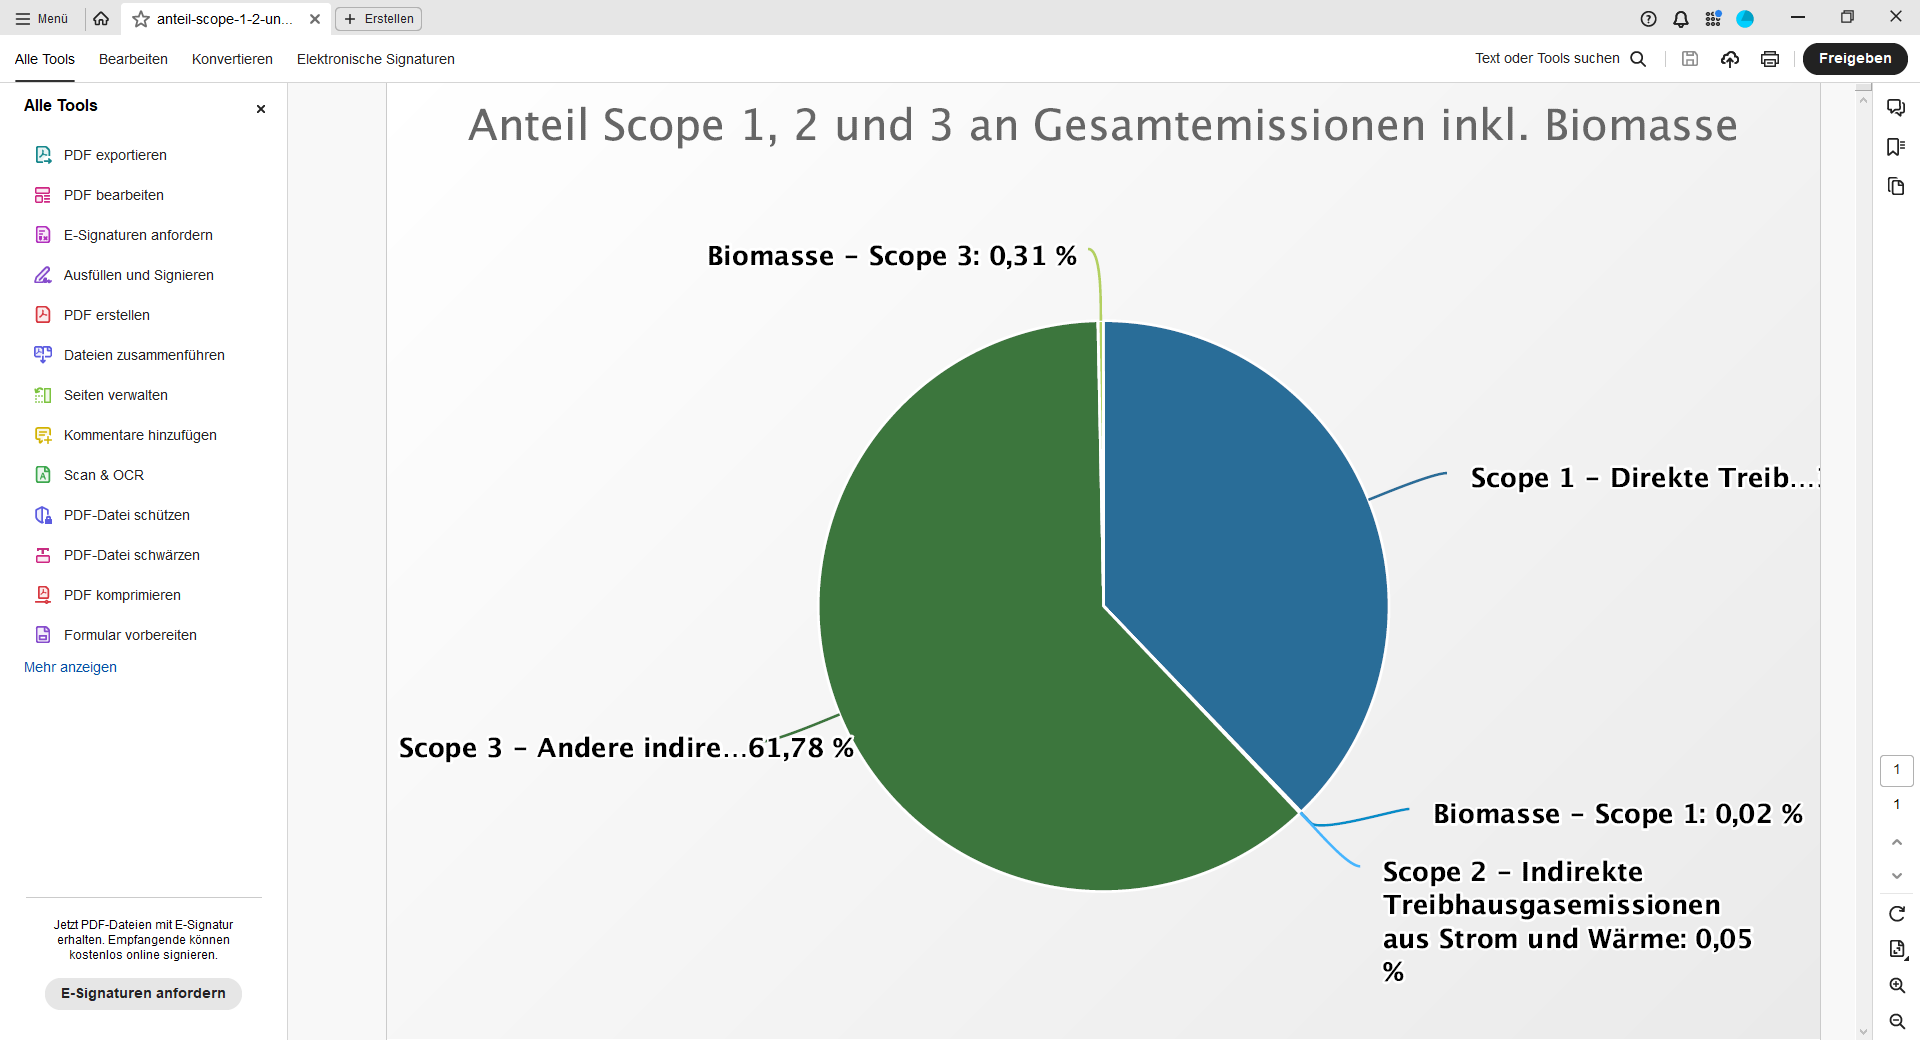 Menü
anteil-scope-1-2-un...
Erstellen
Alle Tools
Bearbeiten
Konvertieren
Elektronische Signaturen
Text oder Tools suchen
Freigeben
Alle Tools
PDF exportieren
PDF bearbeiten
E-Signaturen anfordern
Ausfüllen und Signieren
PDF erstellen
Dateien zusammenführen
Seiten verwalten
Kommentare hinzufügen
Scan & OCR
PDF-Datei schützen
PDF-Datei schwärzen
PDF komprimieren
Formular vorbereiten
Mehr anzeigen
Jetzt PDF-Dateien mit E-Signatur
erhalten. Empfangende können
kostenlos online signieren.
E-Signaturen anfordern
Anteil Scope 1, 2 und 3 an Gesamtemissionen inkl. Biomasse
Biomasse – Scope 3: 0,31 %
Scope 1 – Direkte Treib...
Scope 3 – Andere indire...61,78 %
Biomasse – Scope 1: 0,02 %
Scope 2 – Indirekte
Treibhausgasemissionen
aus Strom und Wärme: 0,05
%
1
1